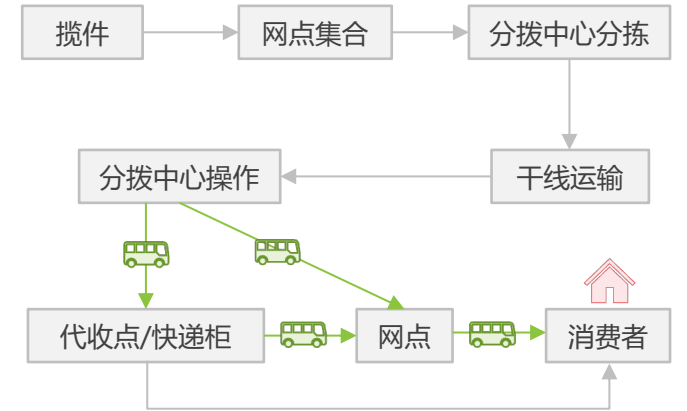 揽件
网点集合
分拨中心分拣
分拨中心操作
干线运输
代收点/快递柜
网点
消费者